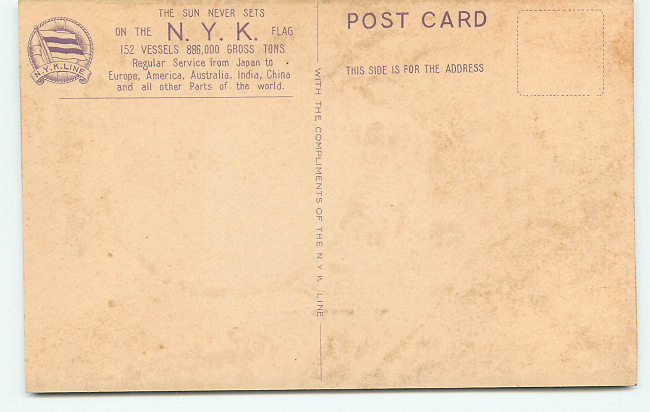 THE SUN NEVER SETS
ON THE N. Y. K. FLAG
152 VESSELS 886,000 GROSS TONS
Regular Service from Japan to
Europe, America, Australia, India, China
and all other Parts of the world.
N.Y.K.LINE
WITH THE COMPLIMENTS OF THE N. Y. K. LINE
POST CARD
THIS SIDE IS FOR THE ADDRESS